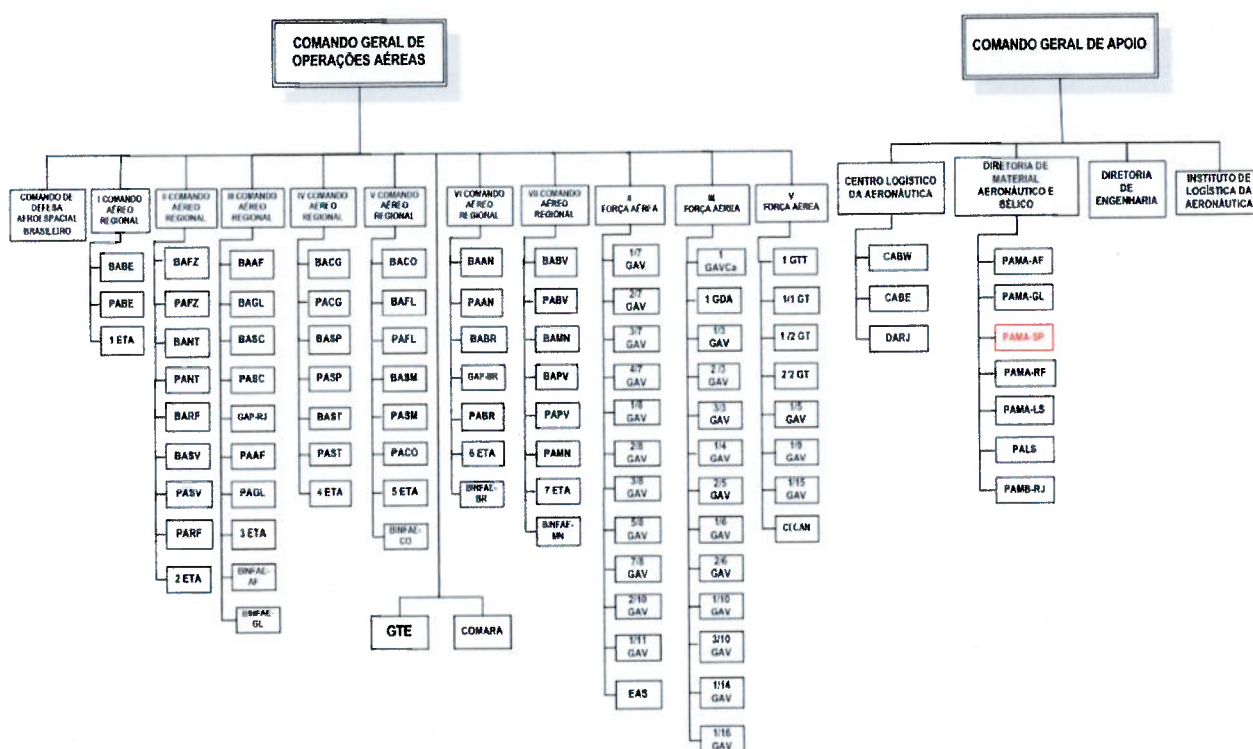 COMANDO GERAL DE
OPERAÇÕES AÉREAS
COMANDO GERAL DE APOIO
COMANDO DE
DEFESA
AEROESPACIAL
BRASILEIRO
I COMANDO
AÉREO
REGIONAL
II COMANDO
AÉREO
REGIONAL
III COMANDO
AÉREO
REGIONAL
IV COMANDO
AÉREO
REGIONAL
V COMANDO
AÉREO
REGIONAL
VI COMANDO
AÉREO
REGIONAL
VII COMANDO
AÉREO
REGIONAL
II
FORÇA AÉREA
III
FORÇA AÉREA
V
FORÇA AÉREA
CENTRO LOGÍSTICO
DA AERONÁUTICA
DIRETORIA DE
MATERIAL
AERONÁUTICO E
BÉLICO
DIRETORIA
DE
ENGENHARIA
INSTITUTO DE
LOGÍSTICA DA
AERONÁUTICA
BABE
PABE
1 ETA
BAFZ
PAFZ
BANT
PANT
BARF
BASV
PASV
PARF
2 ETA
BAAF
BAGL
BASC
PASC
GAP-RJ
PAAF
PAGL
3 ETA
BINFAE-
AF
BINFAE-
GL
BACG
PACG
BASP
PASP
BAST
PAST
4 ETA
BACO
BAFL
PAFL
BASM
PASM
PACO
5 ETA
BINFAE-
CO
GTE
COMARA
BAAN
PAAN
BABR
GAP-BR
PABR
6 ETA
BINFAE-
BR
BABV
PABV
BAMN
BAPV
PAPV
PAMN
7 ETA
BINFAE-
MN
1/7
GAV
2/7
GAV
3/7
GAV
4/7
GAV
1/8
GAV
2/8
GAV
3/8
GAV
5/8
GAV
7/8
GAV
2/10
GAV
1/11
GAV
EAS
1
GAVCa
1 GDA
1/3
GAV
2/3
GAV
3/3
GAV
1/4
GAV
2/5
GAV
1/6
GAV
2/6
GAV
1/10
GAV
3/10
GAV
1/14
GAV
1/16
GAV
1 GTT
1/1 GT
1/2 GT
2/2 GT
1/5
GAV
1/9
GAV
1/15
GAV
CECAN
CABW
CABE
DARJ
PAMA-AF
PAMA-GL
PAMA-SP
PAMA-RF
PAMA-LS
PALS
PAMB-RJ